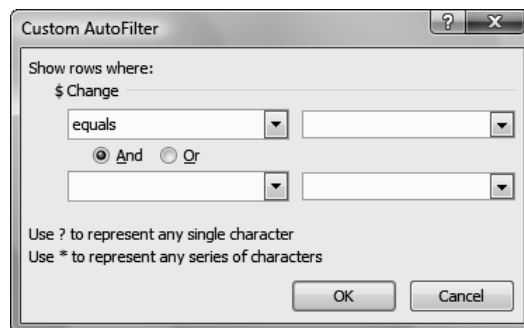 Custom AutoFilter
?
X
Show rows where:
$ Change
equals
And Or
Use ? to represent any single character
Use * to represent any series of characters
OK Cancel